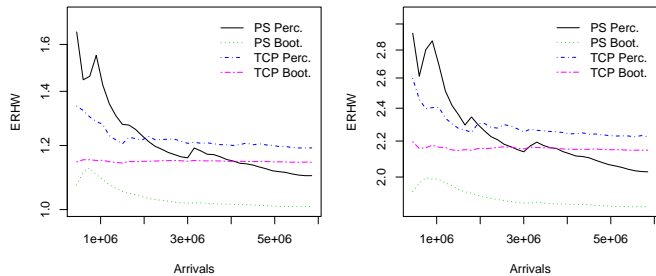 PS Perc.
PS Boot.
TCP Perc.
TCP Boot.
ERHW
1.6
1.4
1.2
1.0
1e+06 3e+06 5e+06
Arrivals
PS Perc.
PS Boot.
TCP Perc.
TCP Boot.
ERHW
2.8
2.6
2.4
2.2
2.0
1e+06 3e+06 5e+06
Arrivals